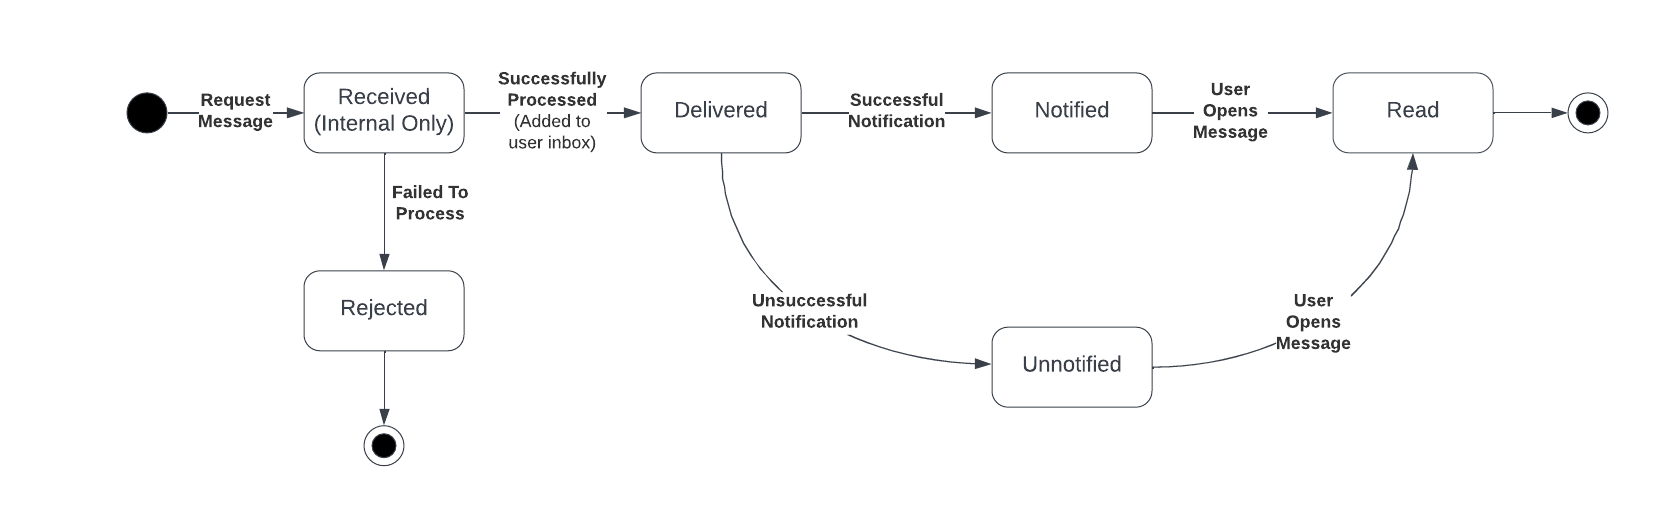 Request
Message
Received
(Internal Only)
Successfully
Processed
(Added to
user inbox)
Delivered
Successful
Notification
Notified
User
Opens
Message
Read
Failed To
Process
Rejected
Unsuccessful
Notification
Unnotified
User
Opens
Message